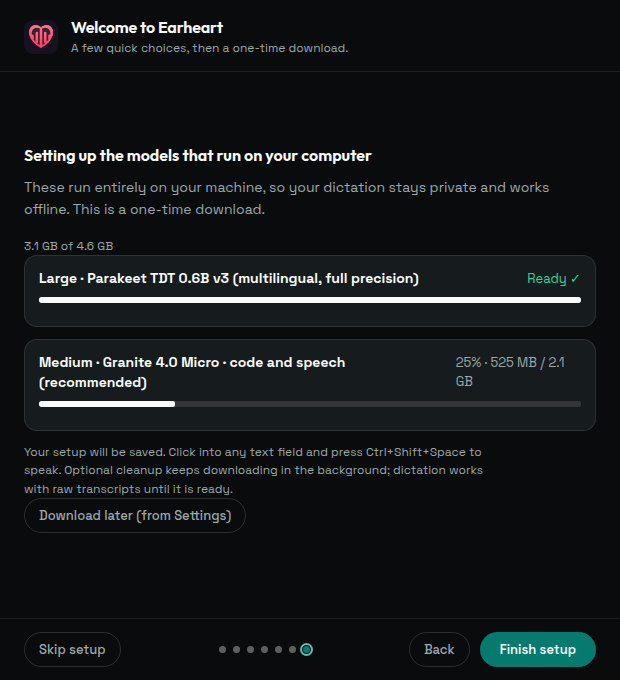 Welcome to Earheart
A few quick choices, then a one-time download.
Setting up the models that run on your computer
These run entirely on your machine, so your dictation stays private and works
offline. This is a one-time download.
3.1 GB of 4.6 GB
Large · Parakeet TDT 0.6B v3 (multilingual, full precision)
Ready ✓
Medium · Granite 4.0 Micro · code and speech
(recommended)
25% · 525 MB / 2.1
GB
Your setup will be saved. Click into any text field and press Ctrl+Shift+Space to
speak. Optional cleanup keeps downloading in the background; dictation works
with raw transcripts until it is ready.
Download later (from Settings)
Skip setup
Back
Finish setup